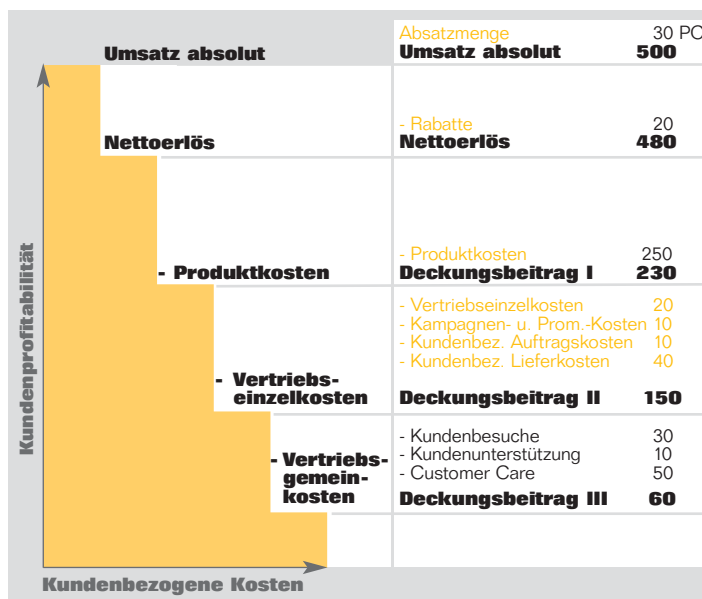 Absatzmenge 30 PC
Umsatz absolut Umsatz absolut 500
- Rabatte 20
Nettoerlös Nettoerlös 480
- Produktkosten 250
- Produktkosten Deckungsbeitrag I 230
- Vertriebseinzelkosten 20
- Kampagnen- u. Prom.-Kosten 10
- Kundenbez. Auftragskosten 10
- Kundenbez. Lieferkosten 40
- Vertriebs-
einzelkosten Deckungsbeitrag II 150
- Kundenbesuche 30
- Kundenunterstützung 10
- Customer Care 50
- Vertriebs-
gemein-
kosten Deckungsbeitrag III 60
Kundenprofitabilität
Kundenbezogene Kosten